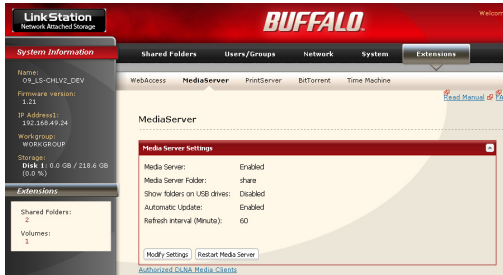 LinkStation
Network Attached Storage
BUFFALO
Welcom
System Information
Shared Folders Users/Groups Network System Extensions
Name:
09_LS-CHLV2_DEV
Firmware version:
1.21
IP Address1:
192.168.49.24
Workgroup:
WORKGROUP
Storage:
Disk 1: 0.0 GB / 218.6 GB
(0.0 %)
Extensions
Shared Folders:
2
Volumes:
1
WebAccess MediaServer PrintServer BitTorrent Time Machine
Read Manual FA
MediaServer
Media Server Settings
Media Server: Enabled
Media Server Folder: share
Show folders on USB drives: Disabled
Automatic Update: Enabled
Refresh interval (Minute): 60
Modify Settings Restart Media Server
Authorized DLNA Media Clients